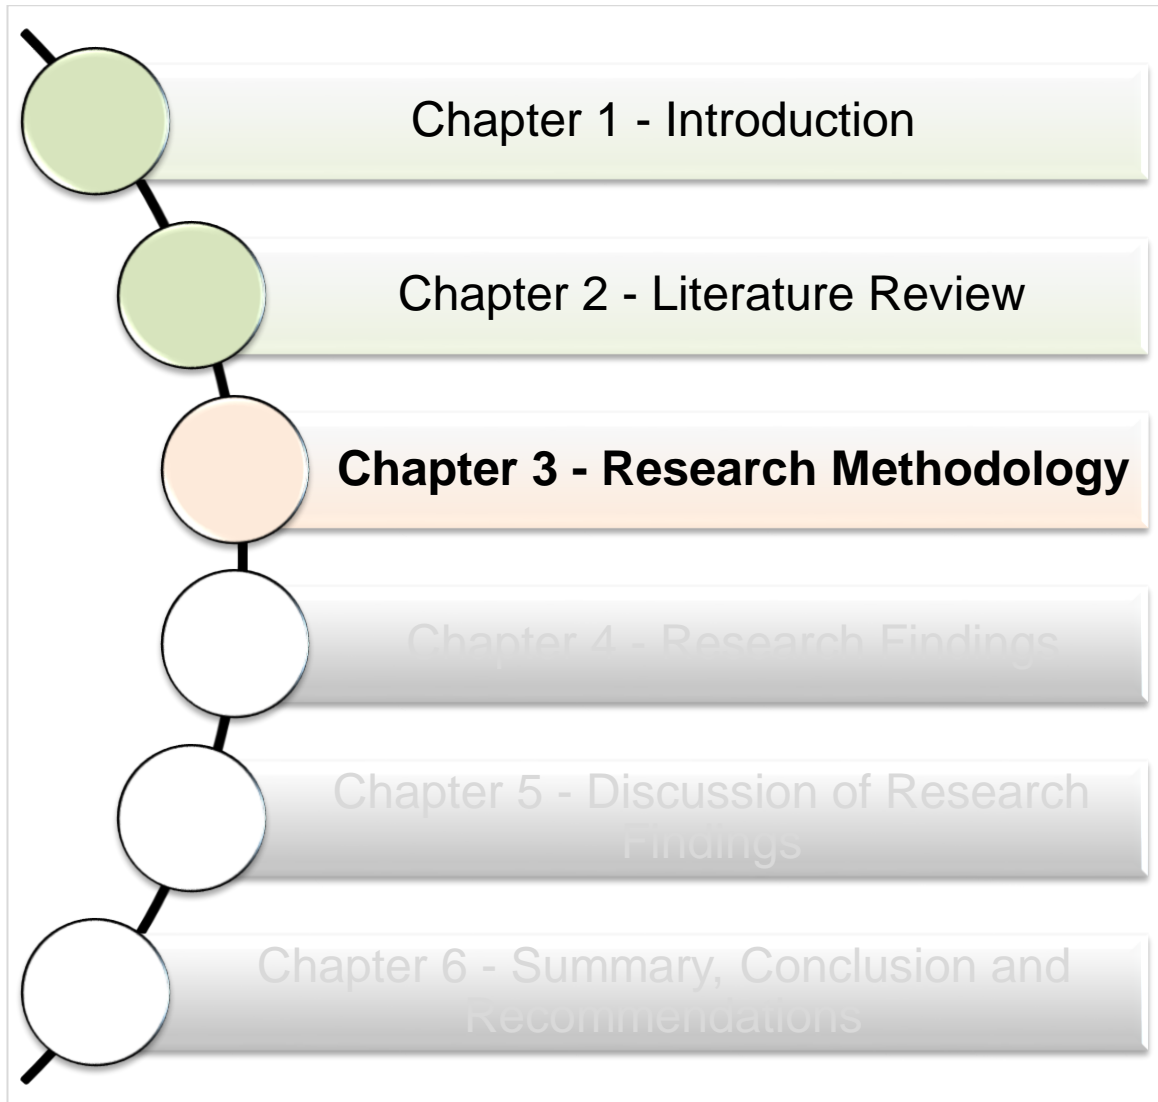 Chapter 1 - Introduction
Chapter 2 - Literature Review
Chapter 3 - Research Methodology
Chapter 4 - Research Findings
Chapter 5 - Discussion of Research
Findings
Chapter 6 - Summary, Conclusion and
Recommendations